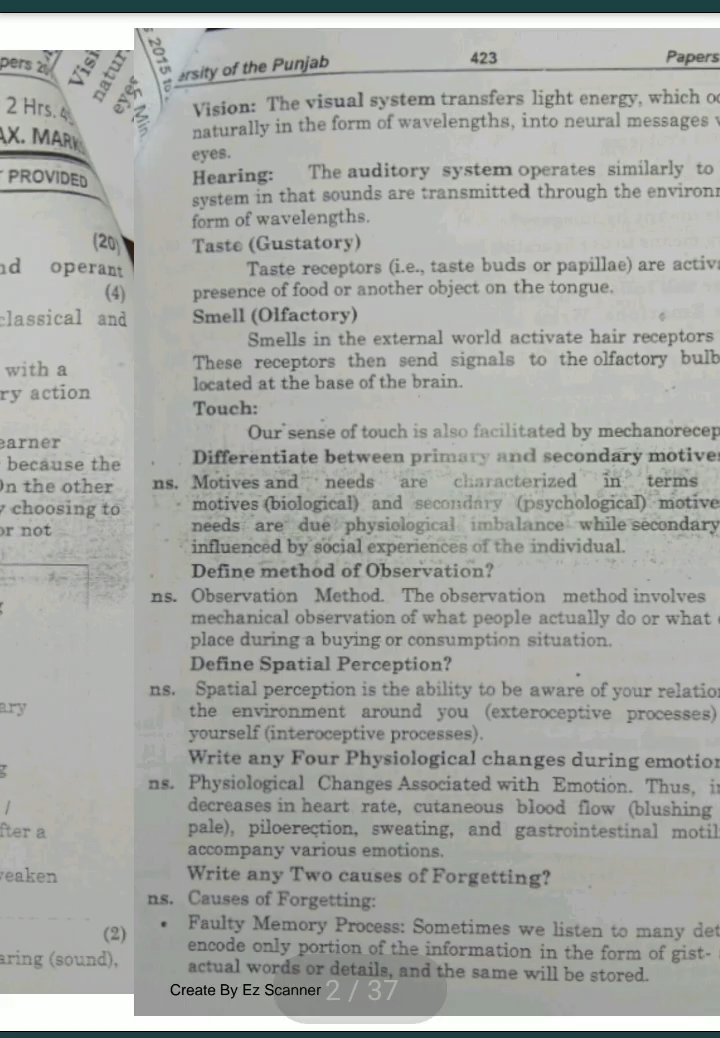 pers 20
2 Hrs. 4
AX. MARK
PROVIDED
(20)
nd operant
(4)
classical and
with a
ry action
earner
because the
On the other
y choosing to
or not
ary
g
/
fter a
eaken
(2)
aring (sound),
Visi
natur
eyes
s 2015 to
5 Min
ersity of the Punjab 423 Papers
Vision: The visual system transfers light energy, which oc
naturally in the form of wavelengths, into neural messages v
eyes.
Hearing: The auditory system operates similarly to
system in that sounds are transmitted through the environm
form of wavelengths.
Taste (Gustatory)
Taste receptors (i.e., taste buds or papillae) are activa
presence of food or another object on the tongue.
Smell (Olfactory)
Smells in the external world activate hair receptors
These receptors then send signals to the olfactory bulb
located at the base of the brain.
Touch:
Our sense of touch is also facilitated by mechanorecep
Differentiate between primary and secondary motive
ns. Motives and needs are characterized in terms
motives (biological) and secondary (psychological) motive
needs are due physiological imbalance while secondary
influenced by social experiences of the individual.
Define method of Observation?
ns. Observation Method. The observation method involves
mechanical observation of what people actually do or what
place during a buying or consumption situation.
Define Spatial Perception?
ns. Spatial perception is the ability to be aware of your relation
the environment around you (exteroceptive processes)
yourself (interoceptive processes).
Write any Four Physiological changes during emotion
ns. Physiological Changes Associated with Emotion. Thus, in
decreases in heart rate, cutaneous blood flow (blushing
pale), piloerection, sweating, and gastrointestinal motil
accompany various emotions.
Write any Two causes of Forgetting?
ns. Causes of Forgetting:
• Faulty Memory Process: Sometimes we listen to many det
encode only portion of the information in the form of gist-
actual words or details, and the same will be stored.
Create By Ez Scanner 2 / 37